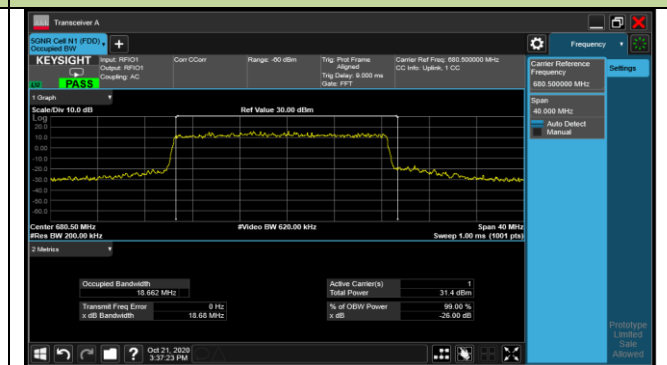 Transceiver A
5GNR Cell N1 (FDD)
Occupied BW
Frequency
KEYSIGHT
LU
PASS
Input: RFIO1
Output: RFIO1
Coupling: AC
Corr CCorr
Range: -60 dBm
Trig: Prot Frame
Aligned
Trig Delay: 9.000 ms
Gate: FFT
Carrier Ref Freq: 680.500000 MHz
CC Info: Uplink, 1 CC
Carrier Reference
Frequency
680.500000 MHz
Settings
Span
40.000 MHz
Auto Detect
Manual
1 Graph
Scale/Div 10.0 dB
Ref Value 30.00 dBm
Log
20.0
10.0
0.00
-10.0
-20.0
-30.0
-40.0
-50.0
-60.0
Center 680.50 MHz
#Video BW 620.00 kHz
Span 40 MHz
#Res BW 200.00 kHz
Sweep 1.00 ms (1001 pts)
2 Metrics
Occupied Bandwidth
18.662 MHz
Active Carrier(s) 1
Total Power 31.4 dBm
Transmit Freq Error 0 Hz
x dB Bandwidth 18.68 MHz
% of OBW Power 99.00 %
x dB -26.00 dB
Oct 21, 2020
3:37:23 PM
Prototype
Limited
Sale
Allowed